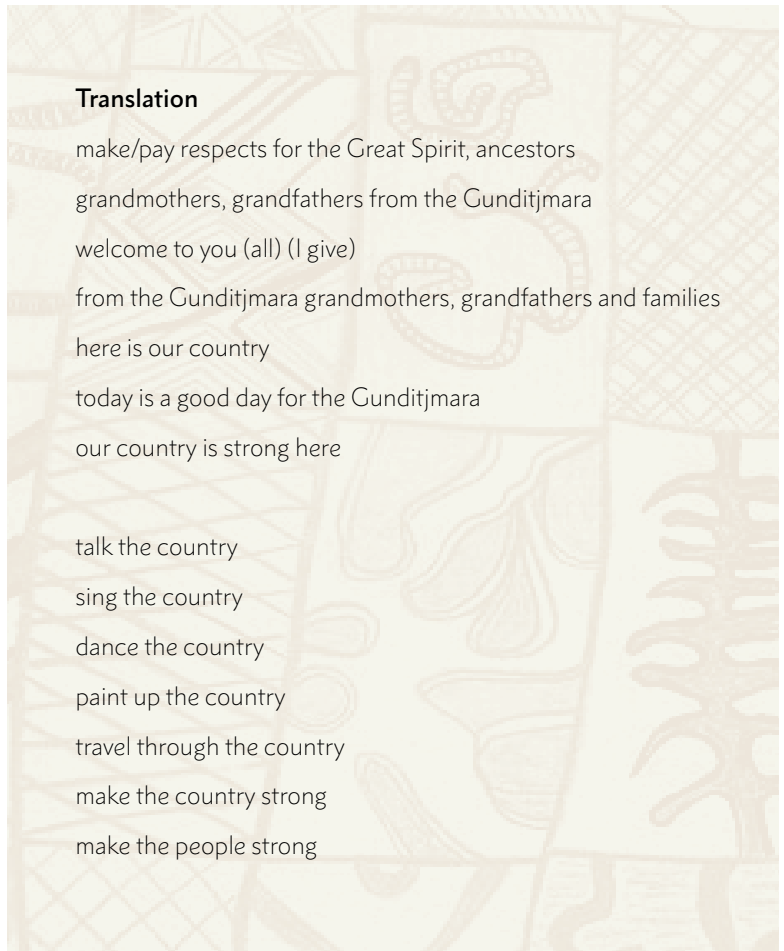 Translation
make/pay respects for the Great Spirit, ancestors
grandmothers, grandfathers from the Gunditjmara
welcome to you (all) (I give)
from the Gunditjmara grandmothers, grandfathers and families
here is our country
today is a good day for the Gunditjmara
our country is strong here
talk the country
sing the country
dance the country
paint up the country
travel through the country
make the country strong
make the people strong